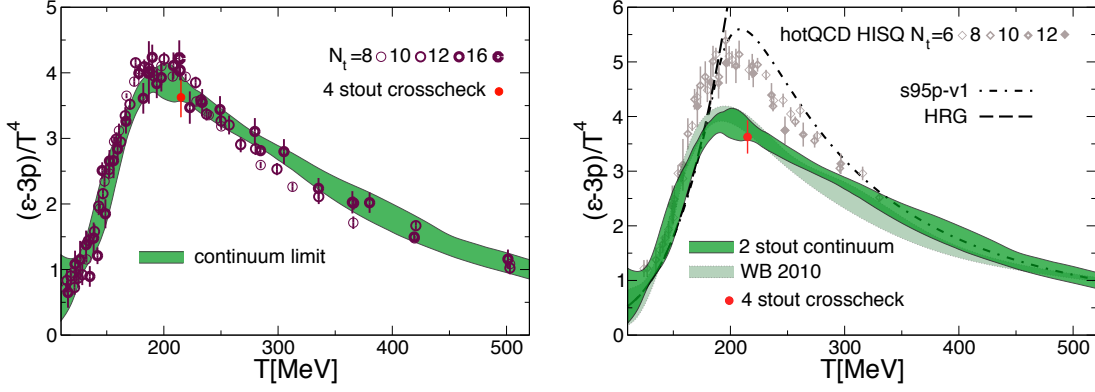 5
4
3
2
1
0
(ε-3p)/T⁴
N_t=8 10 12 16
4 stout crosscheck
continuum limit
200 300 400 500
T[MeV]
6
5
4
3
2
1
0
(ε-3p)/T⁴
hotQCD HISQ N_t=6 8 10 12
s95p-v1
HRG
2 stout continuum
WB 2010
4 stout crosscheck
200 300 400 500
T[MeV]